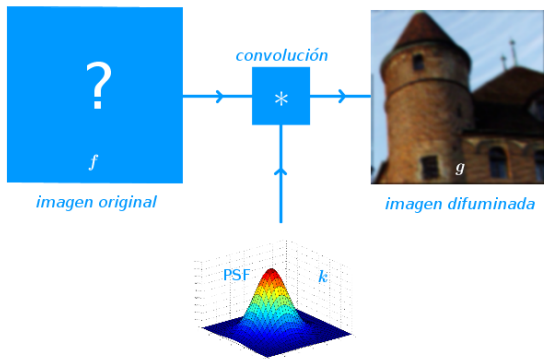 convolución
?
*
f
g
imagen original
imagen difuminada
PSF
k